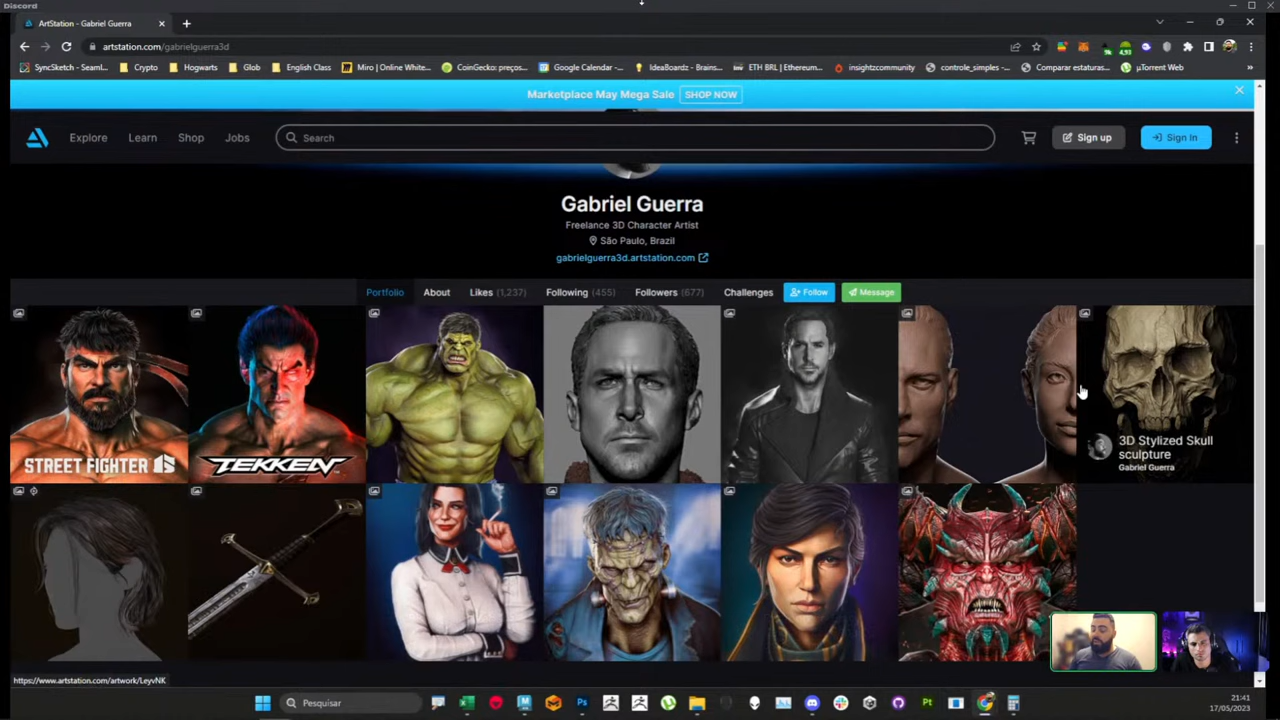 Discord
ArtStation - Gabriel Guerra
artstation.com/gabrielguerra3d
SyncSketch - Seaml... Crypto Hogwarts Glob English Class Miro | Online White... CoinGecko: preços... Google Calendar -... IdeaBoardz - Brains... ETH BRL | Ethereum... insightzcommunity controle_simples -... Comparar estaturas... µTorrent Web »
Marketplace May Mega Sale SHOP NOW
Explore Learn Shop Jobs Search Sign up Sign In
Gabriel Guerra
Freelance 3D Character Artist
São Paulo, Brazil
gabrielguerra3d.artstation.com
Portfolio About Likes (1,237) Following (455) Followers (677) Challenges Follow Message
STREET FIGHTER 6
TEKKEN
3D Stylized Skull
sculpture
Gabriel Guerra
https://www.artstation.com/artwork/LeyvNK
Pesquisar
21:41
17/05/2023